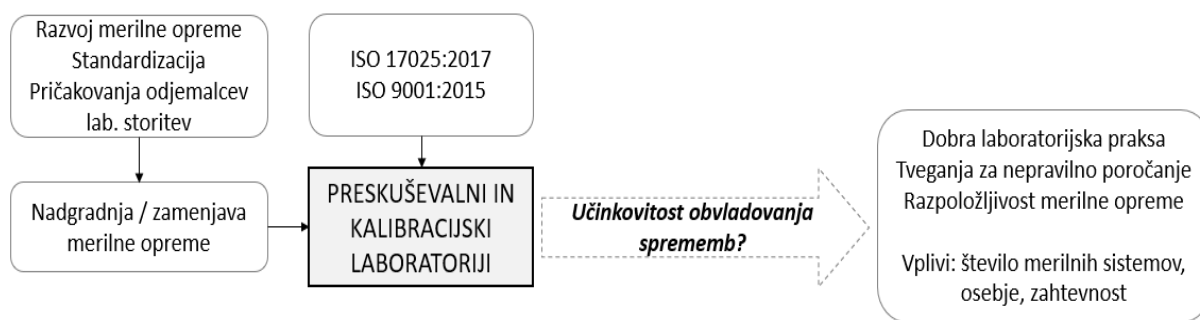 Razvoj merilne opreme
Standardizacija
Pričakovanja odjemalcev
lab. storitev
Nadgradnja / zamenjava
merilne opreme
ISO 17025:2017
ISO 9001:2015
PRESKUŠEVALNI IN
KALIBRACIJSKI
LABORATORIJI
Učinkovitost obvladovanja
sprememb?
Dobra laboratorijska praksa
Tveganja za nepravilno poročanje
Razpoložljivost merilne opreme
Vplivi: število merilnih sistemov,
osebje, zahtevnost